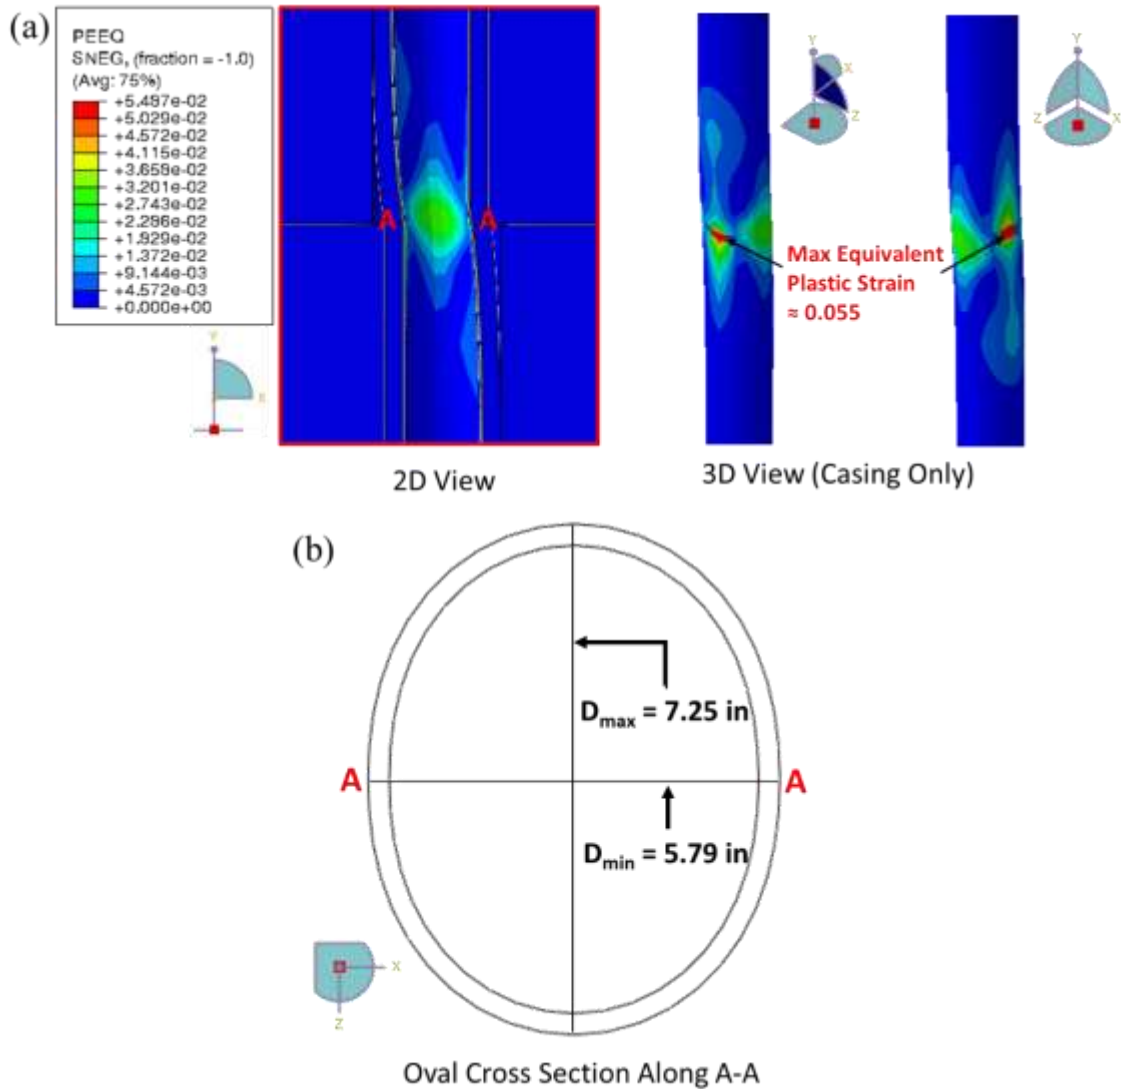 (a)
PEEQ
SNEG, (fraction = -1.0)
(Avg: 75%)
+5.487e-02
+5.029e-02
+4.572e-02
+4.115e-02
+3.658e-02
+3.201e-02
+2.743e-02
+2.286e-02
+1.829e-02
+1.372e-02
+9.144e-03
+4.572e-03
+0.000e+00
Y
X
A A
Y
X
Z
Y
Z X
Max Equivalent
Plastic Strain
≈ 0.055
2D View
3D View (Casing Only)
(b)
Dmax = 7.25 in
A A
Dmin = 5.79 in
X
Z
Oval Cross Section Along A-A